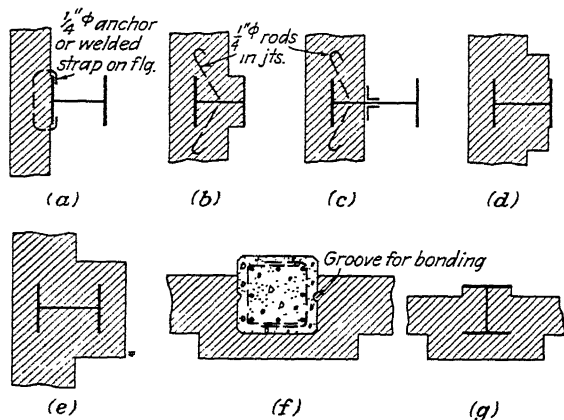 1/4"ϕ anchor
or welded
strap on flg.
1/4"ϕ rods
in jts.
(a)
(b)
(c)
(d)
Groove for bonding
(e)
(f)
(g)